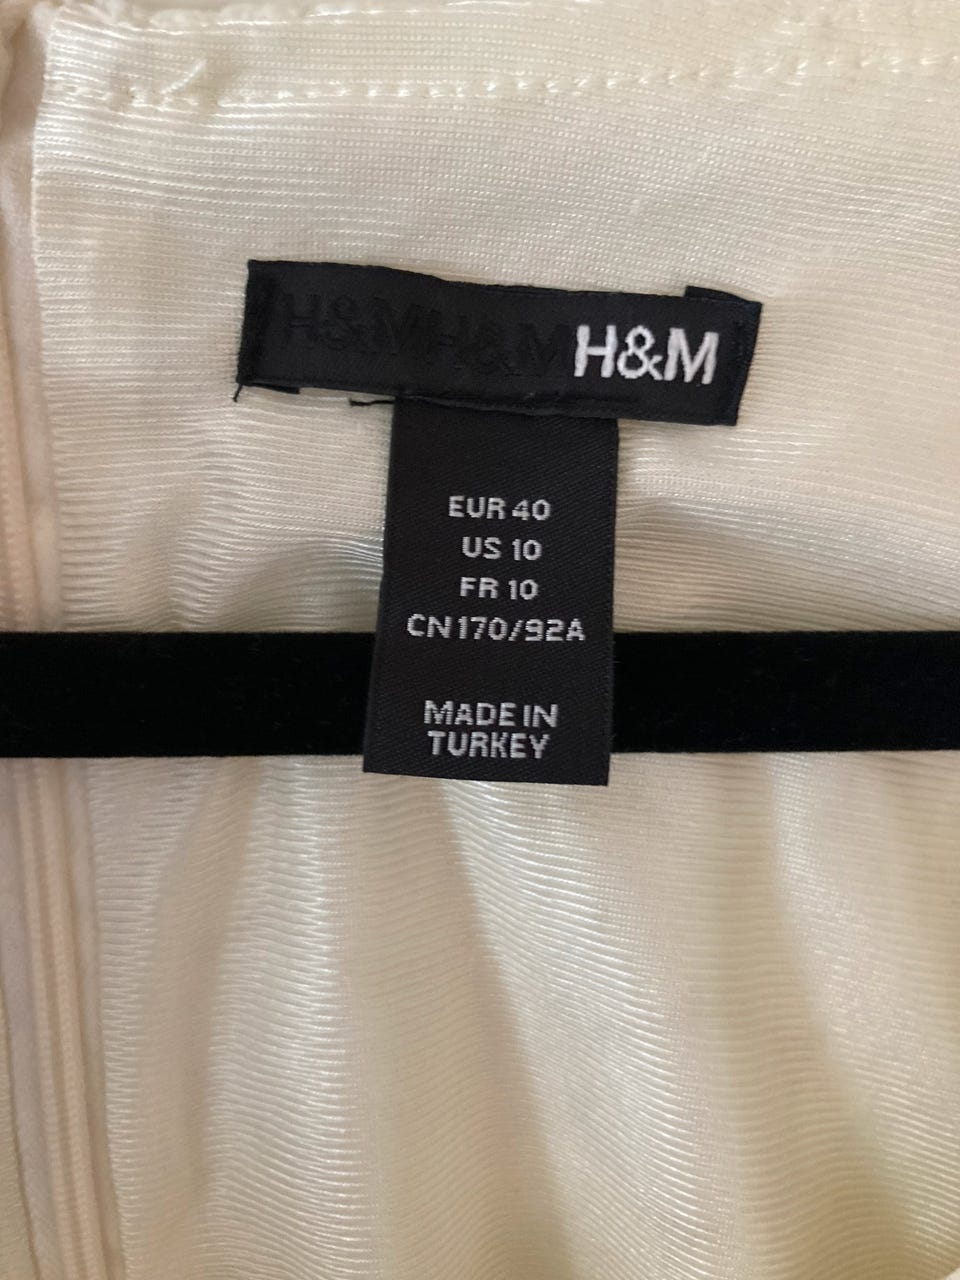 H&M H&M H&M
EUR 40
US 10
FR 10
CN 170/92A
MADE IN
TURKEY